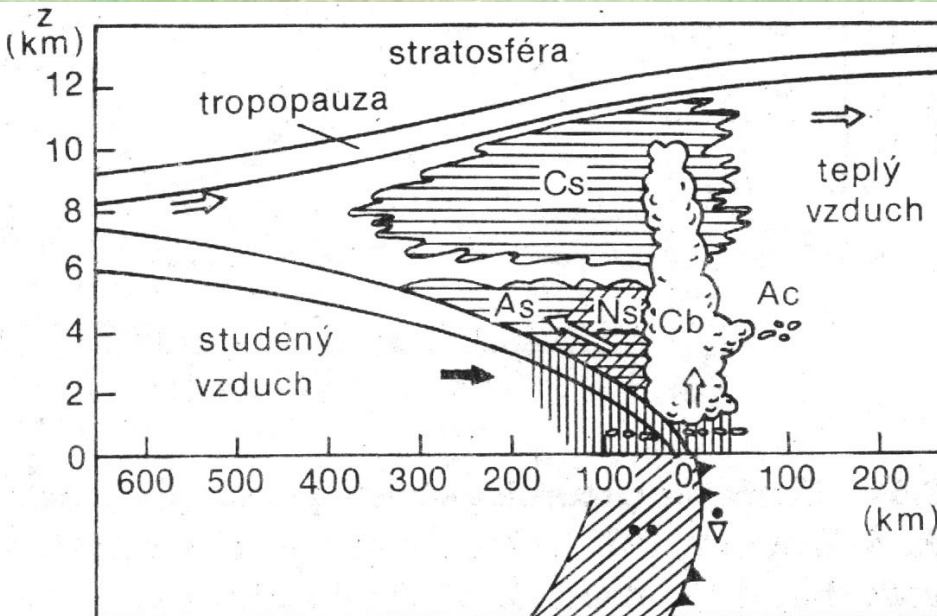 z
(km)
stratosféra
12
tropopauza
10
Cs
teplý
vzduch
8
6
As
Ns
Cb
Ac
4
studený
vzduch
2
0
600
500
400
300
200
100
0
100
200
(km)